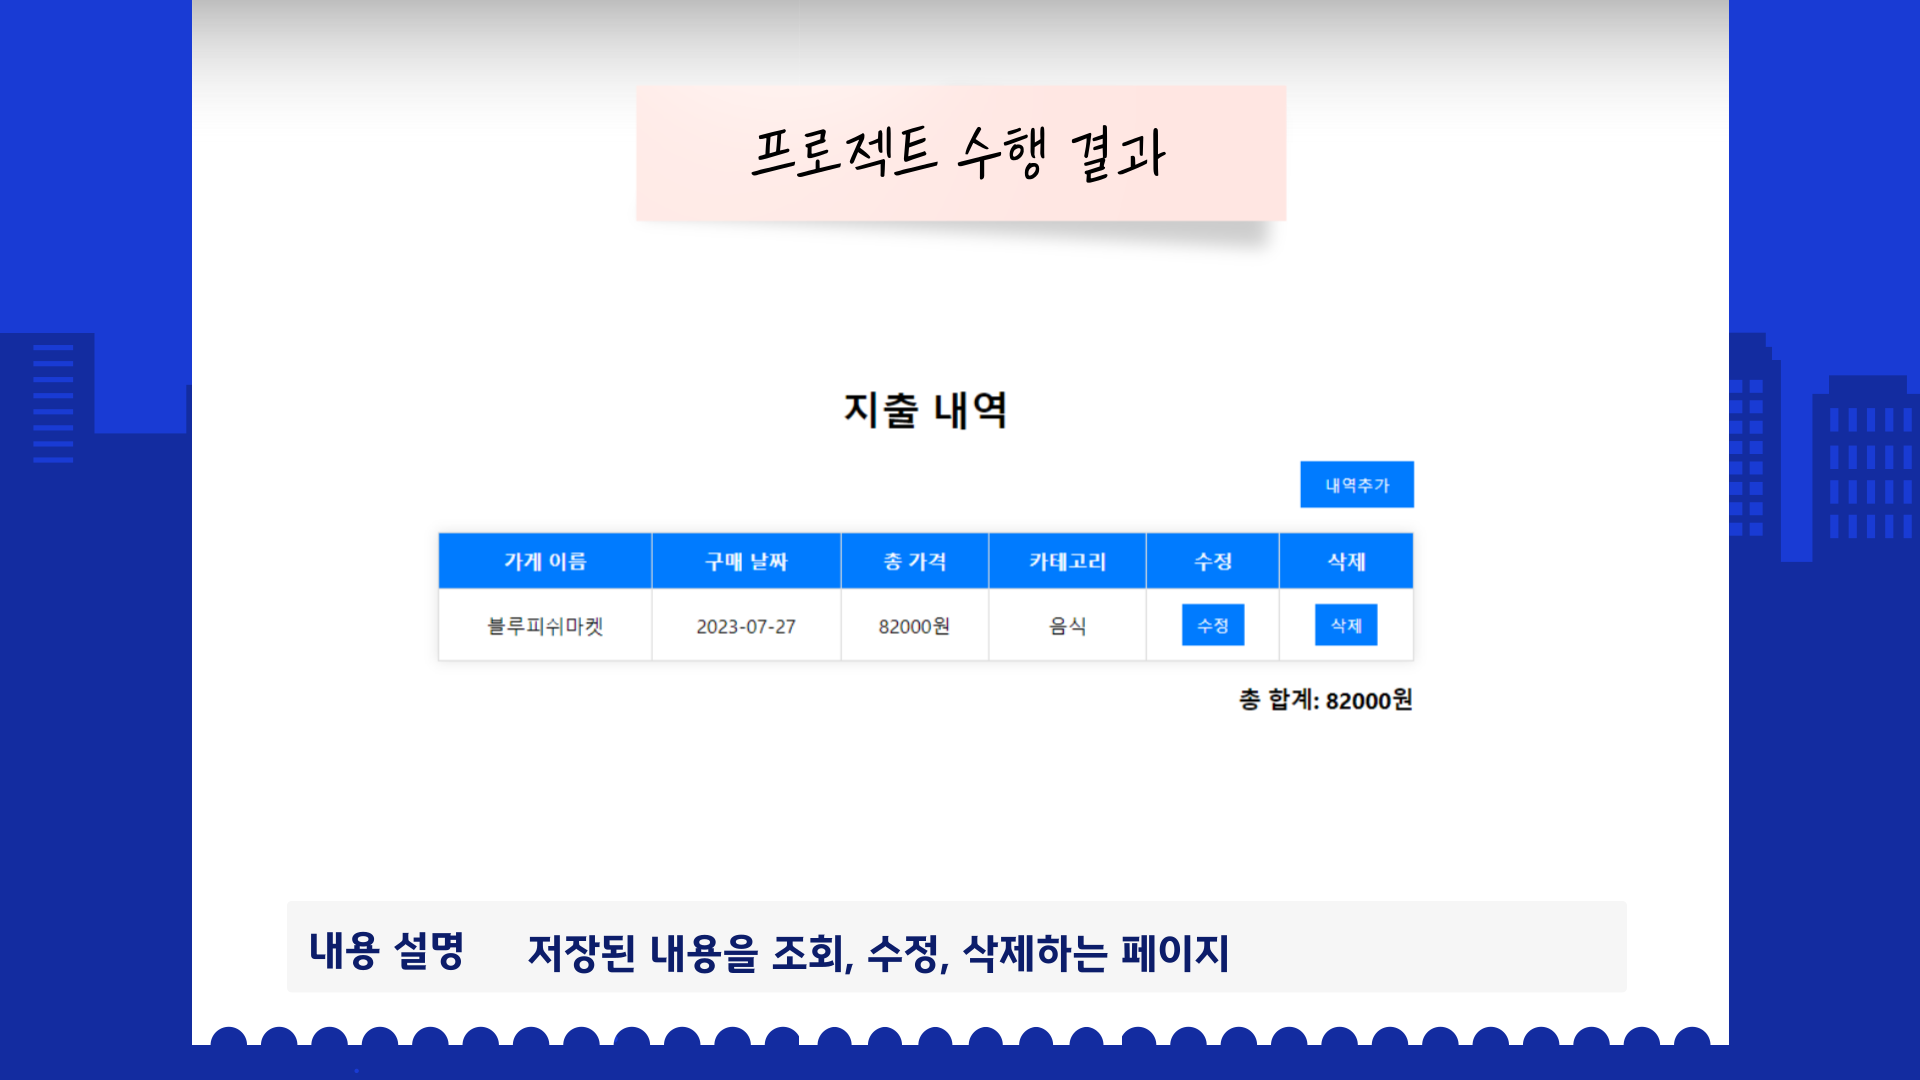 프로젝트 수행 결과
지출 내역
내역추가
가게 이름 구매 날짜 총 가격 카테고리 수정 삭제
블루피쉬마켓 2023-07-27 82000원 음식 수정 삭제
총 합계: 82000원
내용 설명 저장된 내용을 조회, 수정, 삭제하는 페이지